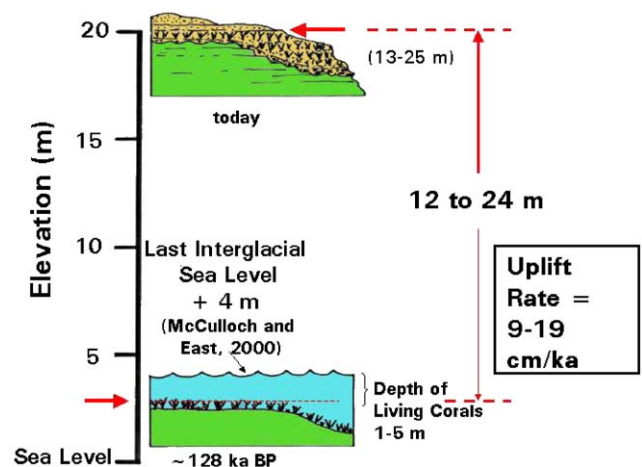 20
(13-25 m)
today
Elevation (m)
15
12 to 24 m
10
Last Interglacial
Sea Level
+ 4 m
(McCulloch and
East, 2000)
Uplift
Rate =
9-19
cm/ka
5
Depth of
Living Corals
1-5 m
Sea Level
~128 ka BP